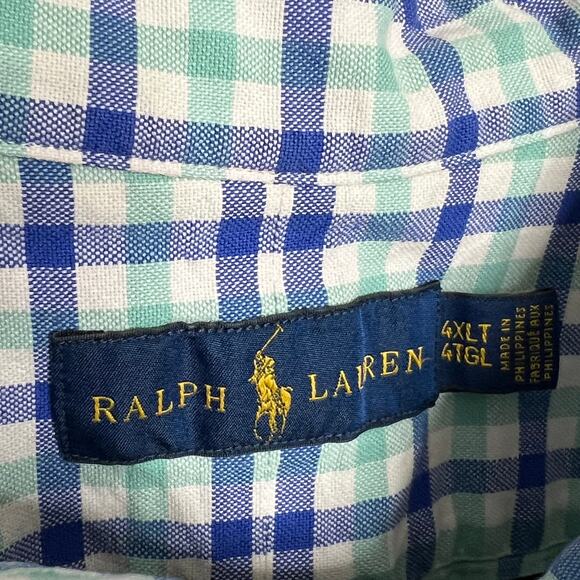 RALPH LAUREN
4XLT
4TGL
MADE IN
PHILIPPINES
FABRIQUÉ AUX
PHILIPPINES